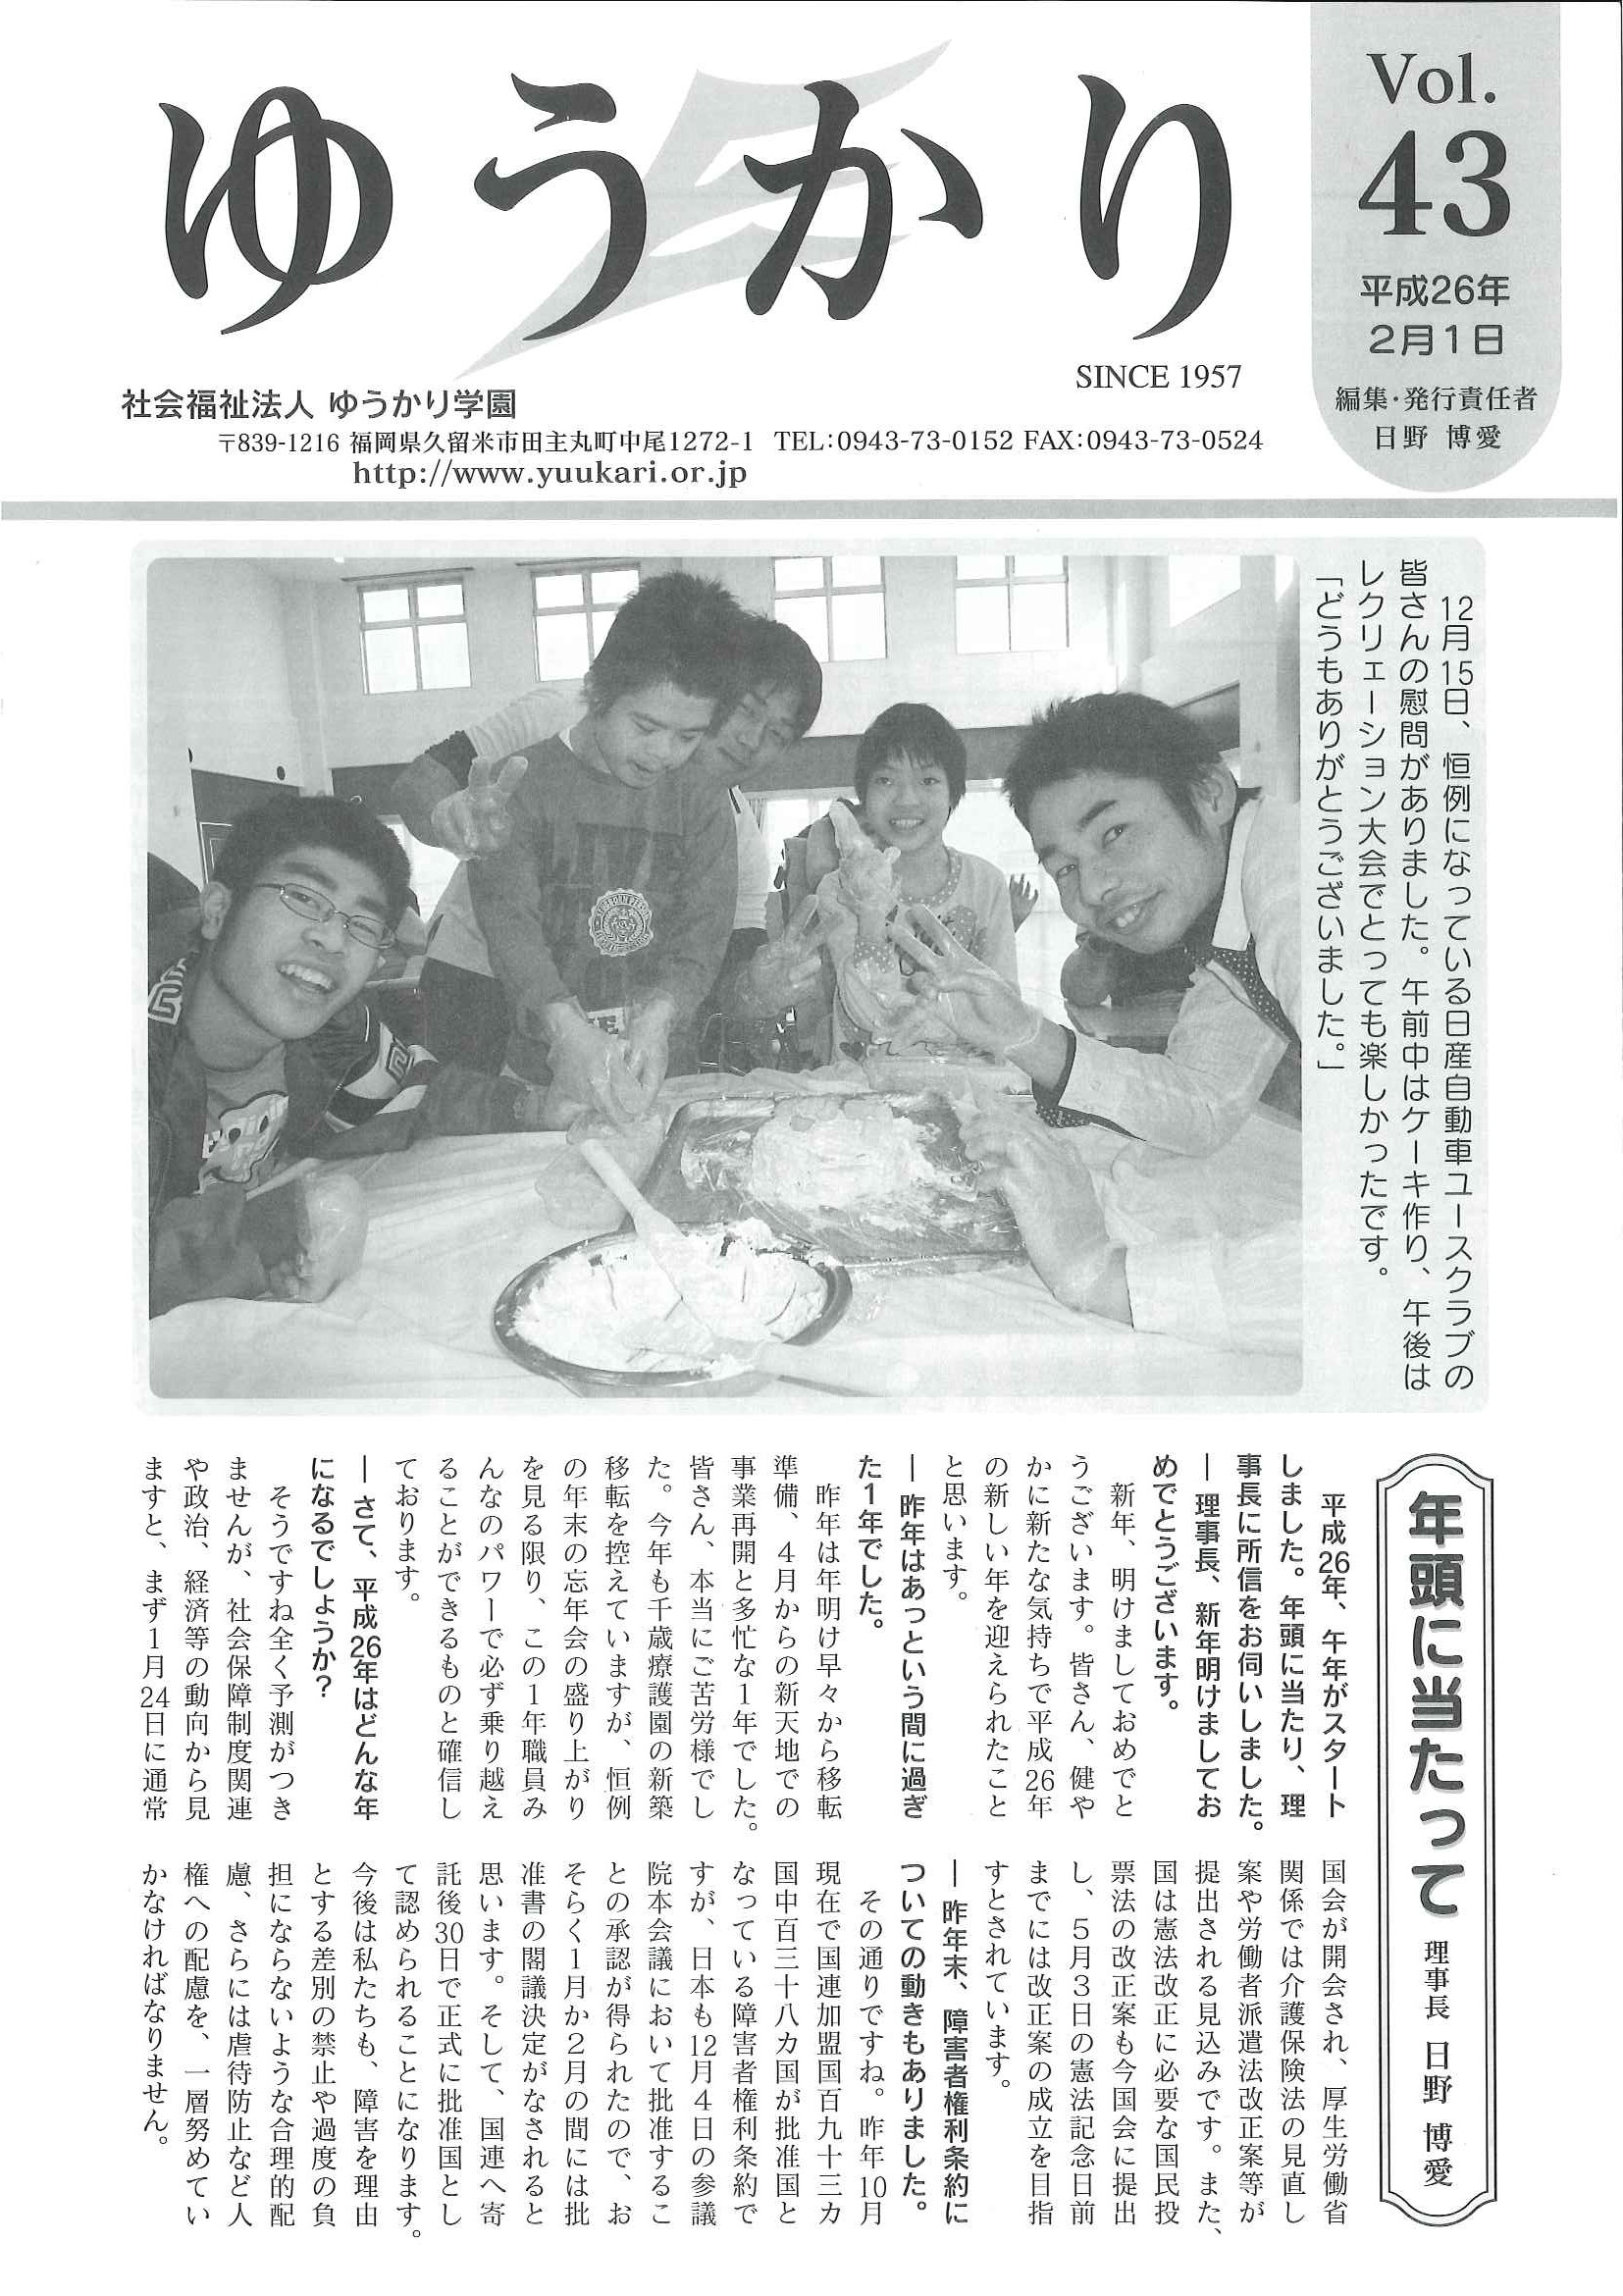 ゆうかり
SINCE 1957
Vol.
43
平成26年
2月1日
編集・発行責任者
日野 博愛
社会福祉法人 ゆうかり学園
〒839-1216 福岡県久留米市田主丸町中尾1272-1 TEL:0943-73-0152 FAX:0943-73-0524
http://www.yuukari.or.jp
12月15日、恒例になっている日産自動車ユースクラブの
皆さんの慰問がありました。午前中はケーキ作り、午後は
レクリェーション大会でとっても楽しかったです。
「どうもありがとうございました。」
年頭に当たって 理事長 日野 博愛
平成26年、午年がスタート
しました。年頭に当たり、理
事長に所信をお伺いしました。
― 理事長、新年明けましてお
めでとうございます。
新年、明けましておめでと
うございます。皆さん、健や
かに新たな気持ちで平成26年
の新しい年を迎えられたこと
と思います。
― 昨年はあっという間に過ぎ
た1年でした。
昨年は年明け早々から移転
準備、4月からの新天地での
事業再開と多忙な1年でした。
皆さん、本当にご苦労様でし
た。今年も千歳療護園の新築
移転を控えていますが、恒例
の年末の忘年会の盛り上がり
を見る限り、この1年職員み
んなのパワーで必ず乗り越え
ることができるものと確信し
ております。
― さて、平成26年はどんな年
になるでしょうか?
そうですね全く予測がつき
ませんが、社会保障制度関連
や政治、経済等の動向から見
ますと、まず1月24日に通常
国会が開会され、厚生労働省
関係では介護保険法の見直し
案や労働者派遣法改正案等が
提出される見込みです。また、
国は憲法改正に必要な国民投
票法の改正案も今国会に提出
し、5月3日の憲法記念日前
までには改正案の成立を目指
すとされています。
― 昨年末、障害者権利条約に
ついての動きもありました。
その通りですね。昨年10月
現在で国連加盟国百九十三カ
国中百三十八カ国が批准国と
なっている障害者権利条約で
すが、日本も12月4日の参議
院本会議において批准するこ
との承認が得られたので、お
そらく1月か2月の間には批
准書の閣議決定がなされると
思います。そして、国連へ寄
託後30日で正式に批准国とし
て認められることになります。
今後は私たちも、障害を理由
とする差別の禁止や過度の負
担にならないような合理的配
慮、さらには虐待防止など人
権への配慮を、一層努めてい
かなければなりません。